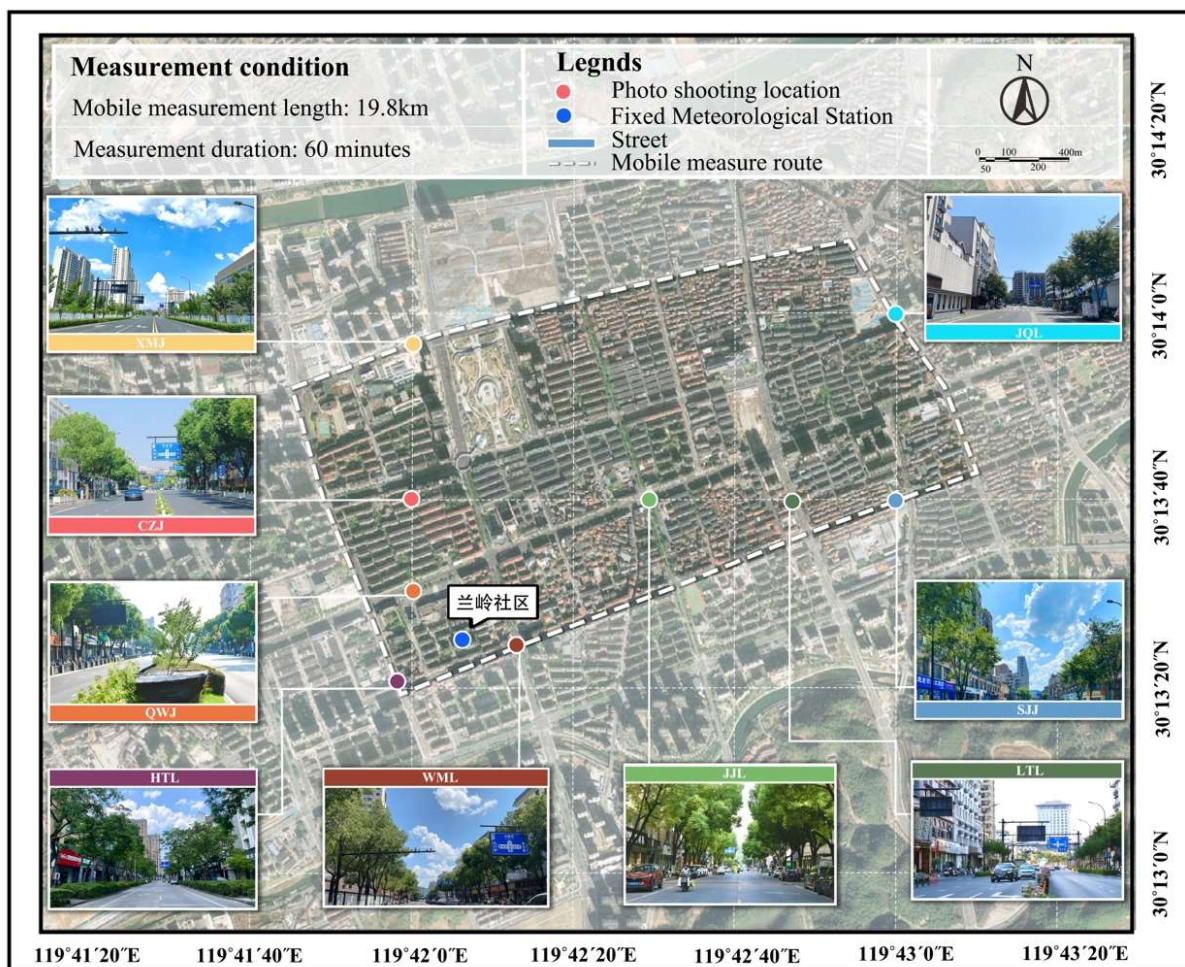 Measurement condition
Mobile measurement length: 19.8km
Measurement duration: 60 minutes
Legnds
Photo shooting location
Fixed Meteorological Station
Street
Mobile measure route
N
0 100 400m
50 200
XMJ
JQL
CZJ
兰岭社区
QWJ
SJJ
HTL
WML
JJL
LTL
30°14′20″N
30°14′0″N
30°13′40″N
30°13′20″N
30°13′0″N
119°41′20″N
119°41′40″N
119°42′0″N
119°42′20″N
119°42′40″N
119°43′0″N
119°43′20″N